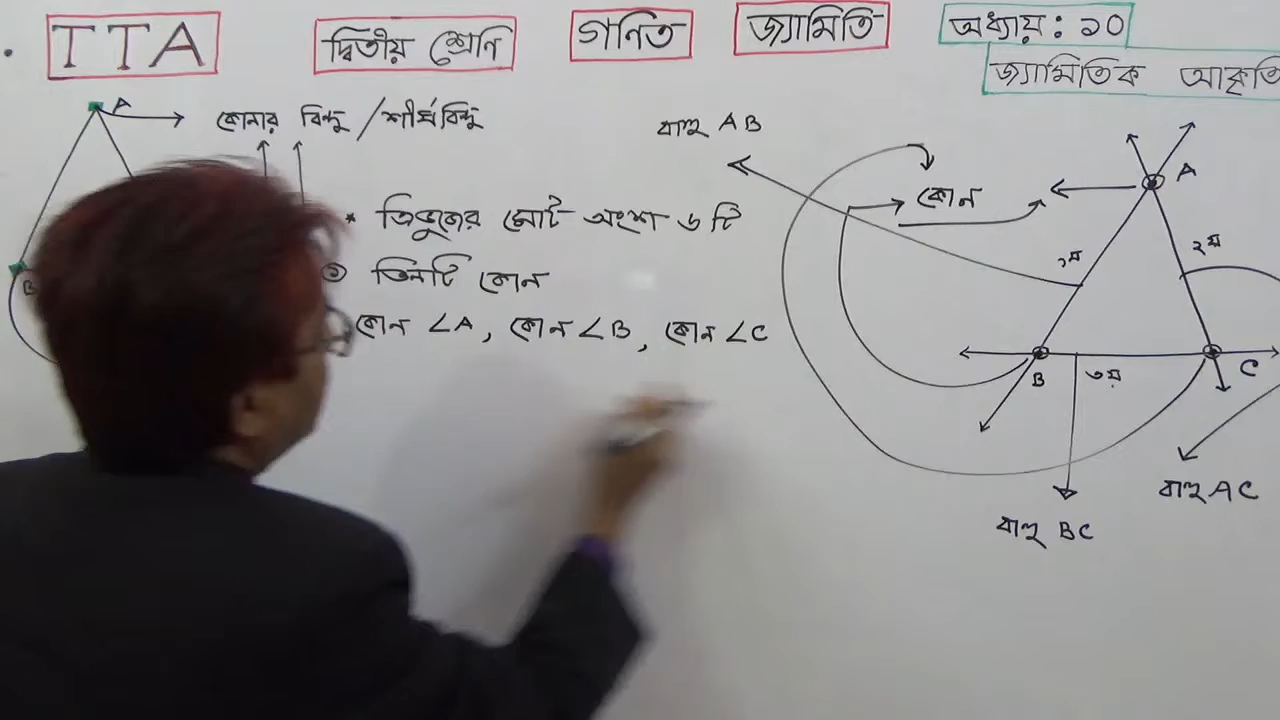 TTA দ্বিতীয় শ্রেণি গণিত জ্যামিতি অধ্যায়: ১০
জ্যামিতিক আকৃতি
A
কোনার বিন্দু / শীর্ষবিন্দু
* ত্রিভুজের মোট অংশ ৬ টি
তিনটি কোন
কোন ∠A, কোন ∠B, কোন ∠C
B
বাহু AB
কোন
A
১ম
২য়
B
৩য়
C
বাহু AC
বাহু BC